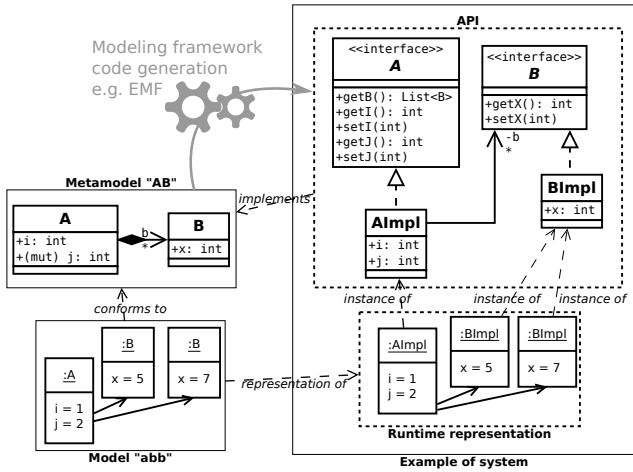 Modeling framework
code generation
e.g. EMF
API
<<interface>>
A
+getB(): List<B>
+getI(): int
+setI(int)
+getJ(): int
+setJ(int)
<<interface>>
B
+getX(): int
+setX(int)
-b
*
AImpl
+i: int
+j: int
BImpl
+x: int
Metamodel "AB"
implements
A
+i: int
+(mut) j: int
b
*
B
+x: int
conforms to
instance of
instance of
instance of
:A
i = 1
j = 2
:B
x = 5
:B
x = 7
Model "abb"
representation of
:AImpl
i = 1
j = 2
:BImpl
x = 5
:BImpl
x = 7
Runtime representation
Example of system